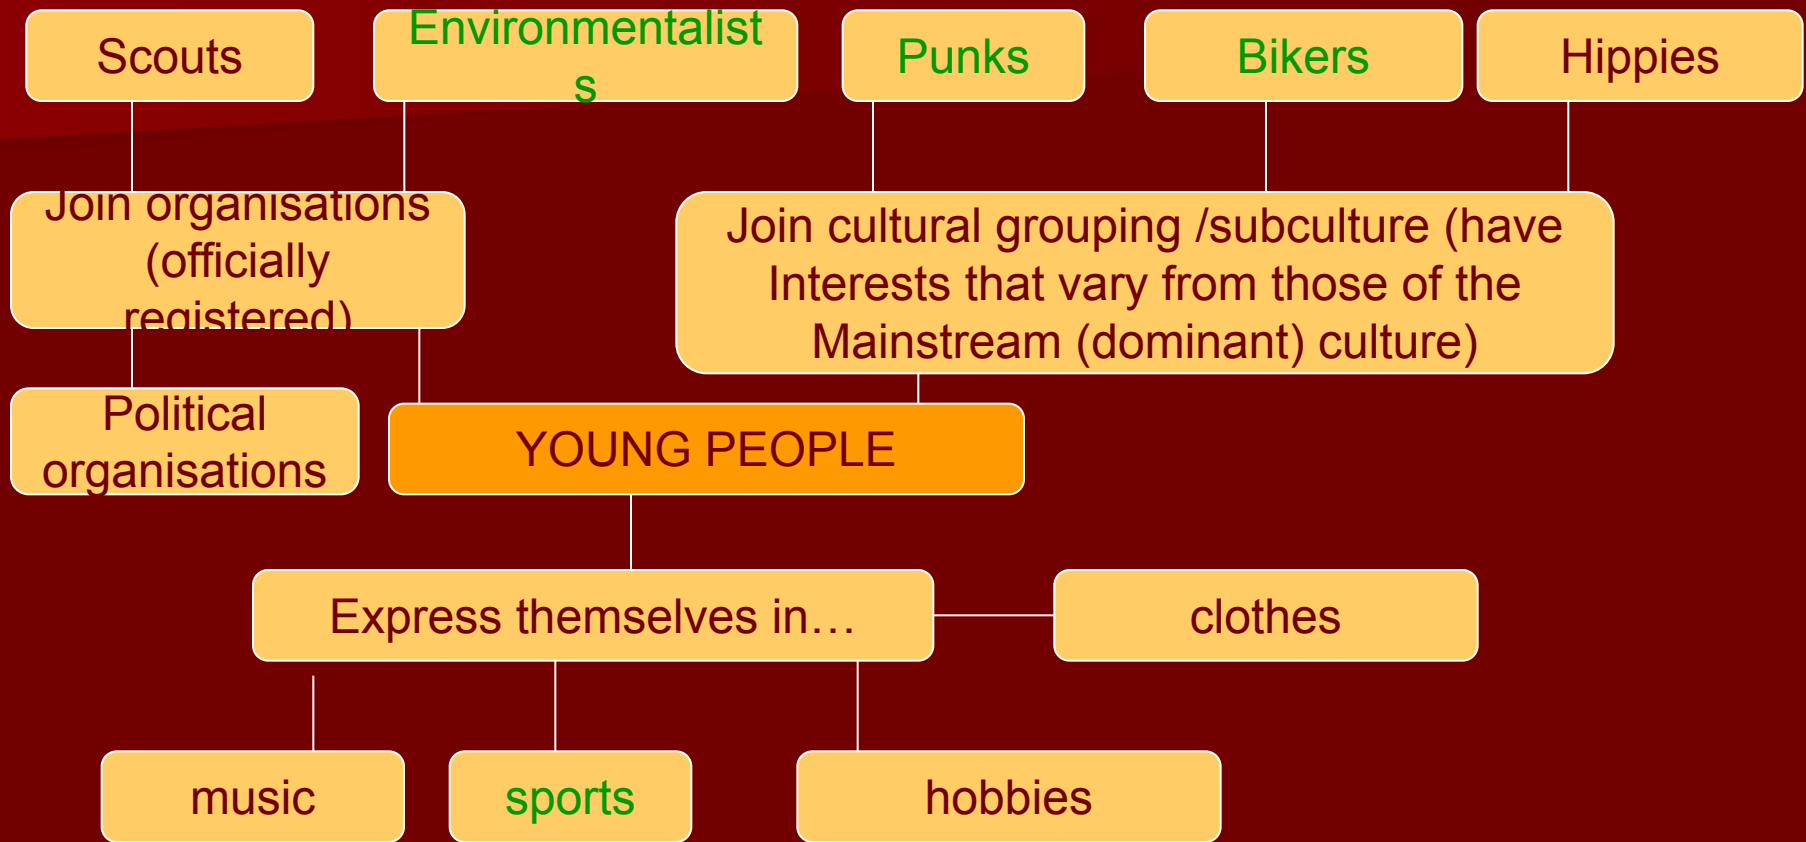 Scouts
Environmentalist
s
Punks
Bikers
Hippies
Join organisations
(officially
registered)
Join cultural grouping /subculture (have
Interests that vary from those of the
Mainstream (dominant) culture)
Political
organisations
YOUNG PEOPLE
Express themselves in…
clothes
music
sports
hobbies